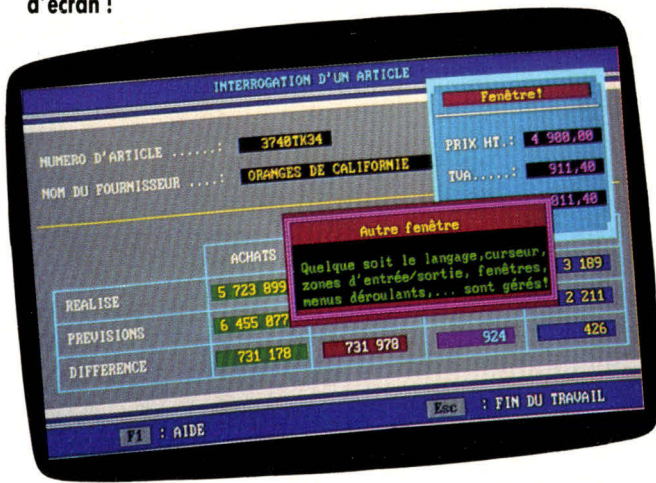 d'écran !
INTERROGATION D'UN ARTICLE
Fenêtre!
NUMERO D'ARTICLE ......: 3740TK34
PRIX HT.: 4 900,00
NOM DU FOURNISSEUR ....: ORANGES DE CALIFORNIE
TVA.....: 911,40
811,40
Autre fenêtre
Quelque soit le langage,curseur,
zones d'entrée/sortie, fenêtres,
menus déroulants,... sont gérés!
ACHATS
REALISE 5 723 899 3 189
PREVISIONS 6 455 077 2 211
DIFFERENCE 731 178 731 978 924 426
F1 : AIDE
Esc : FIN DU TRAVAIL